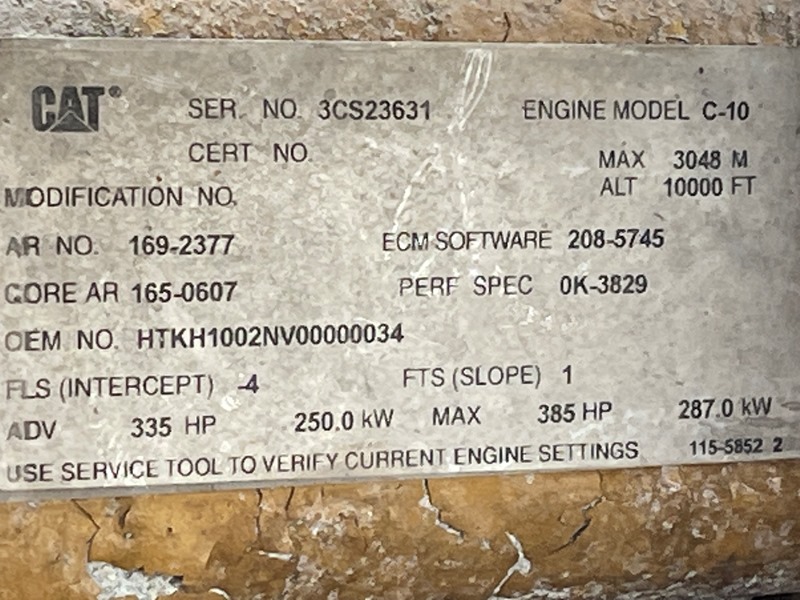 CAT® SER. NO. 3CS23631 ENGINE MODEL C-10
CERT NO.
MAX 3048 M
ALT 10000 FT
MODIFICATION NO.
AR NO. 169-2377 ECM SOFTWARE 208-5745
CORE AR 165-0607 PERF SPEC 0K-3829
OEM NO. HTKH1002NV00000034
FLS (INTERCEPT) -4 FTS (SLOPE) 1
ADV 335 HP 250.0 kW MAX 385 HP 287.0 kW
USE SERVICE TOOL TO VERIFY CURRENT ENGINE SETTINGS 115-5852 2